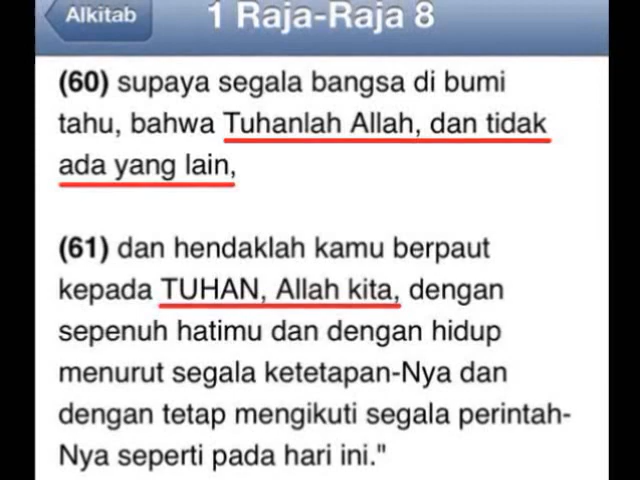 Alkitab
1 Raja-Raja 8
(60) supaya segala bangsa di bumi
tahu, bahwa Tuhanlah Allah, dan tidak
ada yang lain,
(61) dan hendaklah kamu berpaut
kepada TUHAN, Allah kita, dengan
sepenuh hatimu dan dengan hidup
menurut segala ketetapan-Nya dan
dengan tetap mengikuti segala perintah-
Nya seperti pada hari ini."